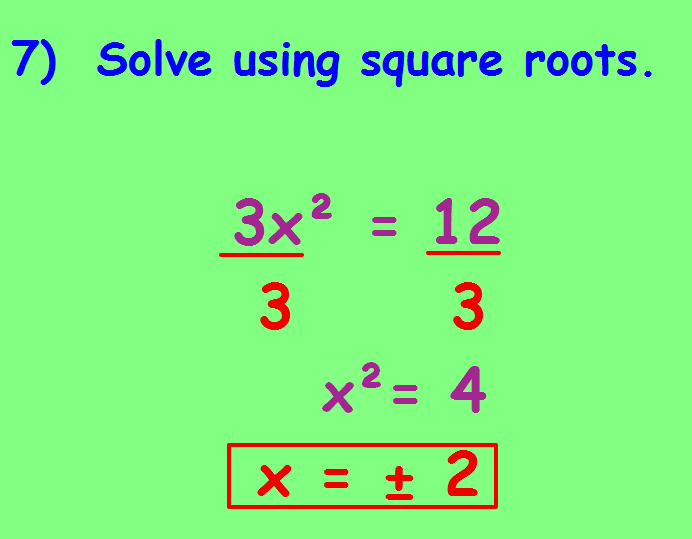 7) Solve using square roots.
3x² = 12
3 3
x² = 4
x = ± 2